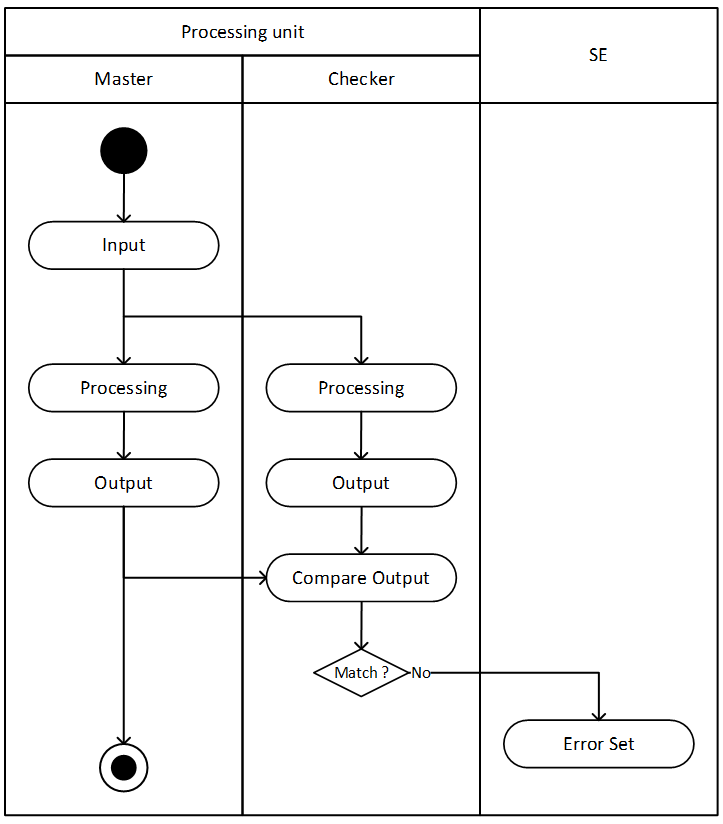 Processing unit
SE
Master
Checker
Input
Processing
Processing
Output
Output
Compare Output
Match ?
No
Error Set